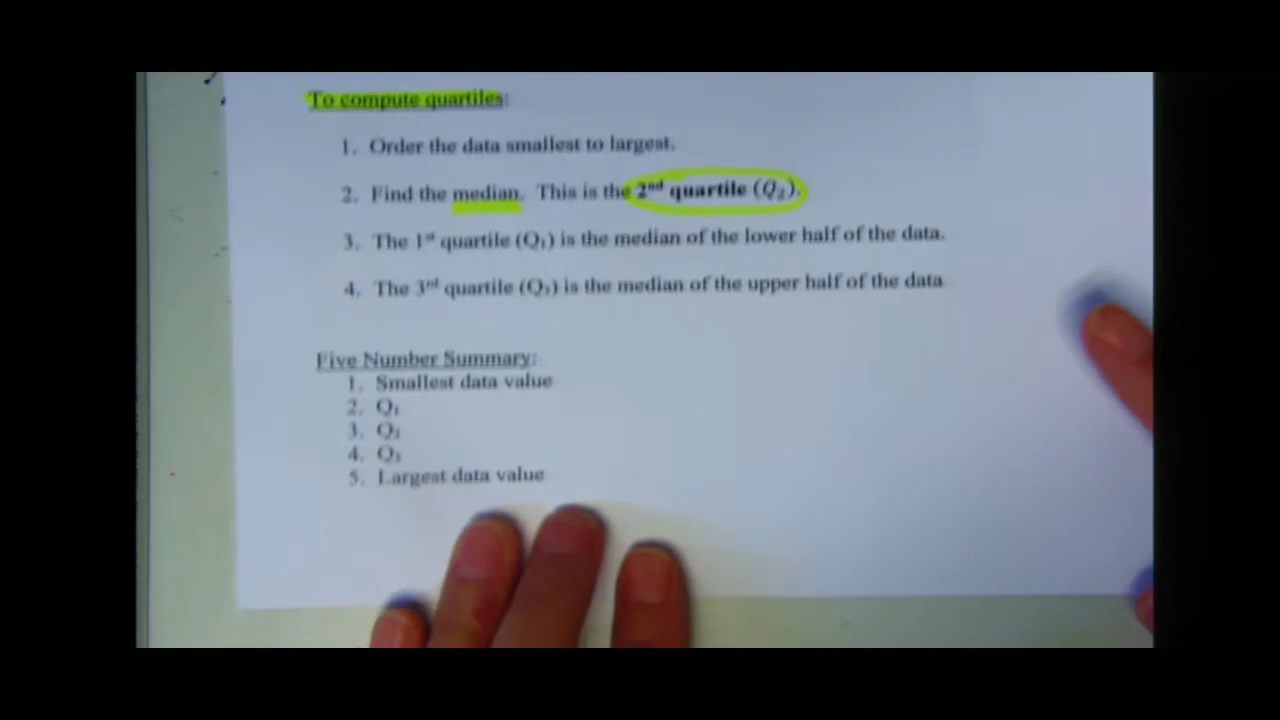 To compute quartiles:
1. Order the data smallest to largest.
2. Find the median. This is the 2nd quartile (Q2).
3. The 1st quartile (Q1) is the median of the lower half of the data.
4. The 3rd quartile (Q3) is the median of the upper half of the data
Five Number Summary:
1. Smallest data value
2. Q1
3. Q2
4. Q3
5. Largest data value